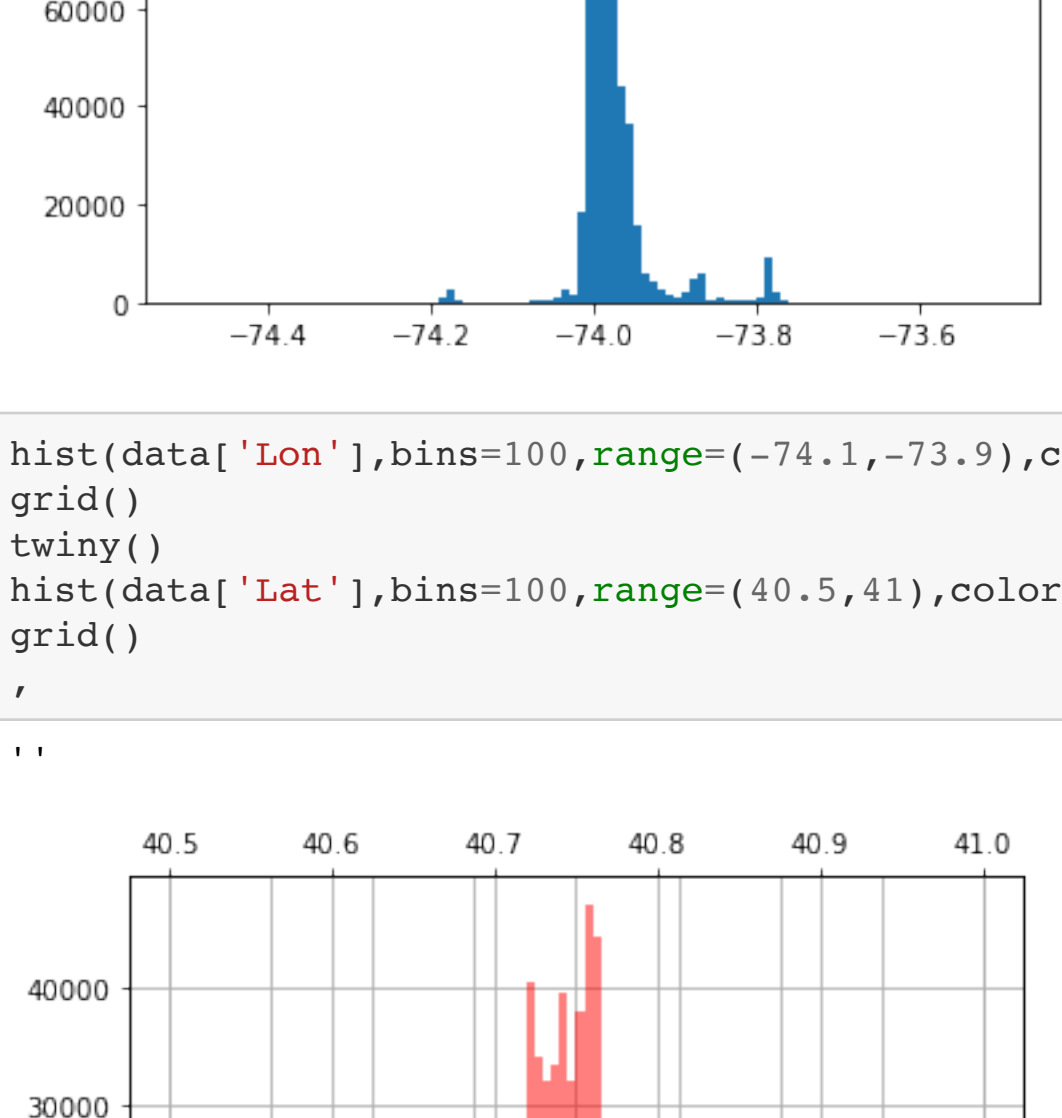 60000
40000
20000
0
−74.4 −74.2 −74.0 −73.8 −73.6
hist(data['Lon'],bins=100,range=(-74.1,-73.9),c
grid()
twiny()
hist(data['Lat'],bins=100,range=(40.5,41),color
grid()
,
''
40.5 40.6 40.7 40.8 40.9 41.0
40000
30000